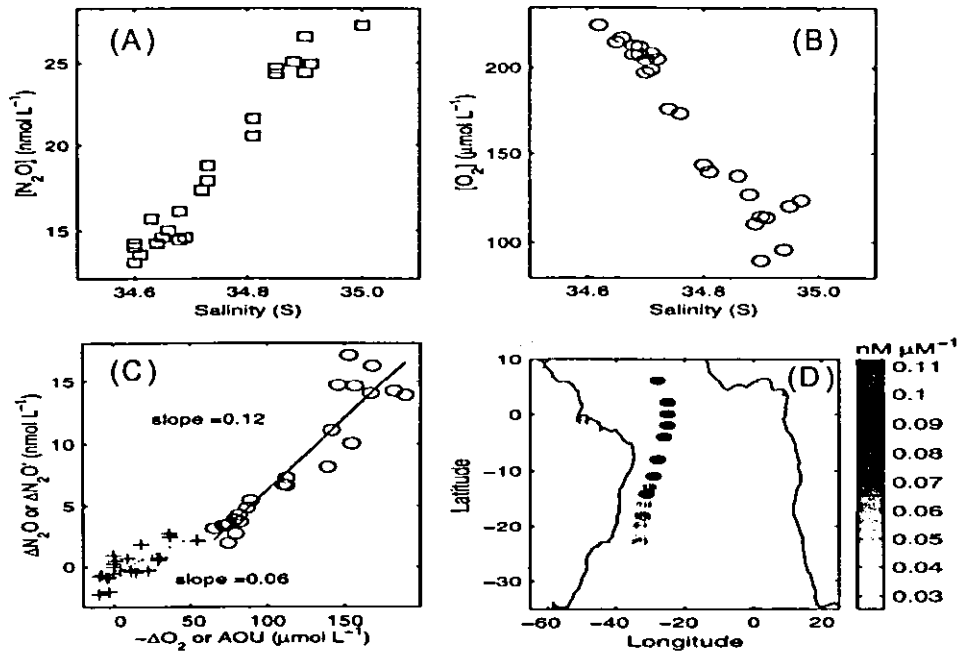 (A)
[N₂O] (nmol L⁻¹)
25
20
15
34.6 34.8 35.0
Salinity (S)
(B)
[O₂] (µmol L⁻¹)
200
150
100
34.6 34.8 35.0
Salinity (S)
(C)
ΔN₂O or ΔN₂O' (nmol L⁻¹)
15
10
5
0
slope =0.12
slope =0.06
0 50 100 150
-ΔO₂ or AOU (µmol L⁻¹)
(D)
Latitude
10
0
-10
-20
-30
-60 -40 -20 0 20
Longitude
nM µM⁻¹
0.11
0.1
0.09
0.08
0.07
0.06
0.05
0.04
0.03